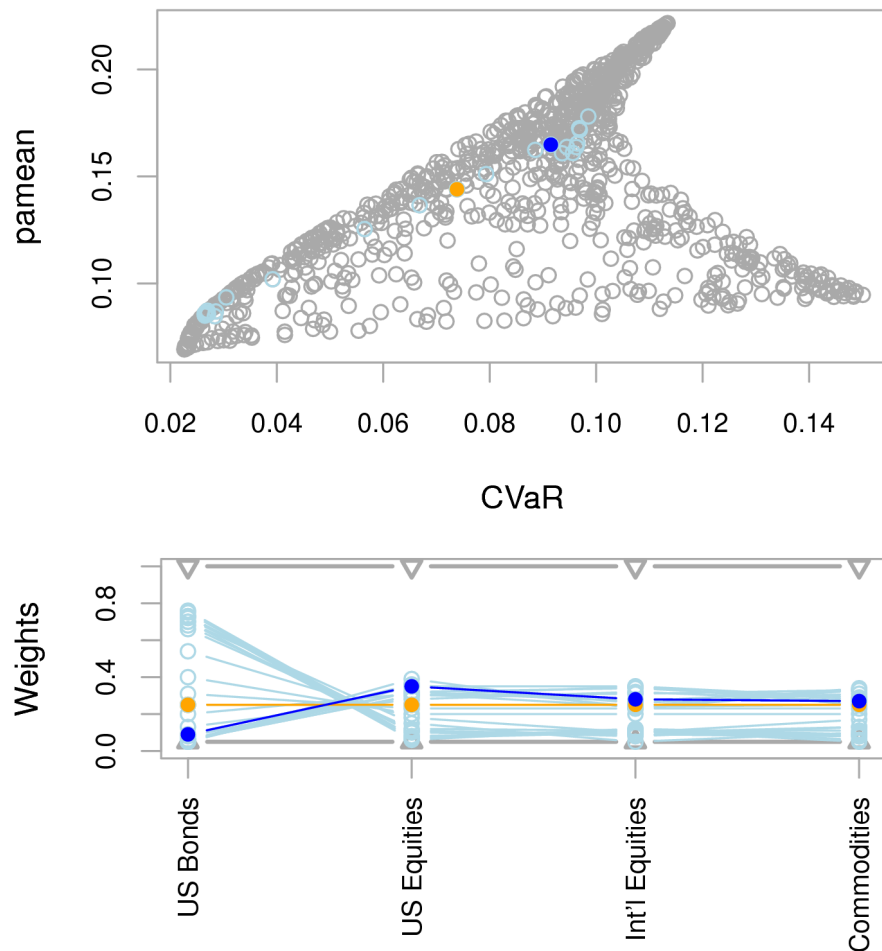 pamean
0.20
0.15
0.10
0.02 0.04 0.06 0.08 0.10 0.12 0.14
CVaR
Weights
0.8
0.4
0.0
US Bonds
US Equities
Int'l Equities
Commodities